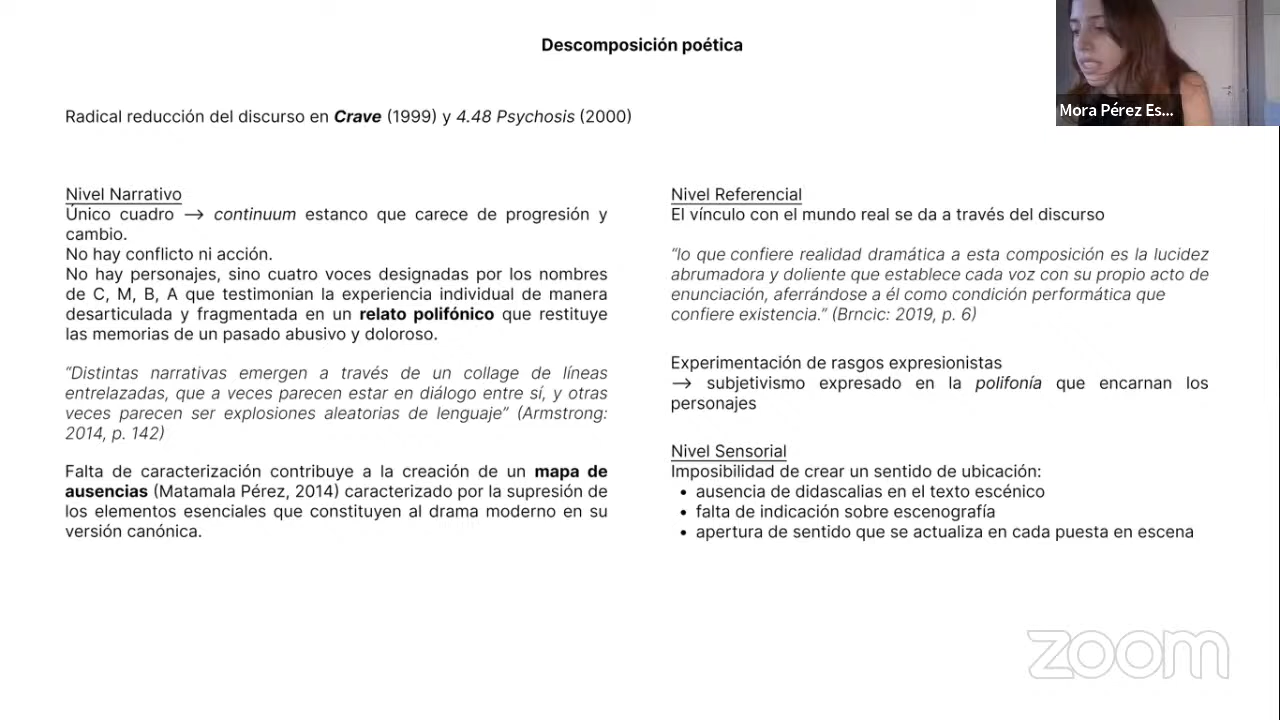 Descomposición poética
Mora Pérez Es...
Radical reducción del discurso en Crave (1999) y 4.48 Psychosis (2000)
Nivel Narrativo
Único cuadro → continuum estanco que carece de progresión y
cambio.
No hay conflicto ni acción.
No hay personajes, sino cuatro voces designadas por los nombres
de C, M, B, A que testimonian la experiencia individual de manera
desarticulada y fragmentada en un relato polifónico que restituye
las memorias de un pasado abusivo y doloroso.
“Distintas narrativas emergen a través de un collage de líneas
entrelazadas, que a veces parecen estar en diálogo entre sí, y otras
veces parecen ser explosiones aleatorias de lenguaje” (Armstrong:
2014, p. 142)
Falta de caracterización contribuye a la creación de un mapa de
ausencias (Matamala Pérez, 2014) caracterizado por la supresión de
los elementos esenciales que constituyen al drama moderno en su
versión canónica.
Nivel Referencial
El vínculo con el mundo real se da a través del discurso
“lo que confiere realidad dramática a esta composición es la lucidez
abrumadora y doliente que establece cada voz con su propio acto de
enunciación, aferrándose a él como condición performática que
confiere existencia.” (Brncic: 2019, p. 6)
Experimentación de rasgos expresionistas
→ subjetivismo expresado en la polifonía que encarnan los
personajes
Nivel Sensorial
Imposibilidad de crear un sentido de ubicación:
• ausencia de didascalias en el texto escénico
• falta de indicación sobre escenografía
• apertura de sentido que se actualiza en cada puesta en escena
zoom